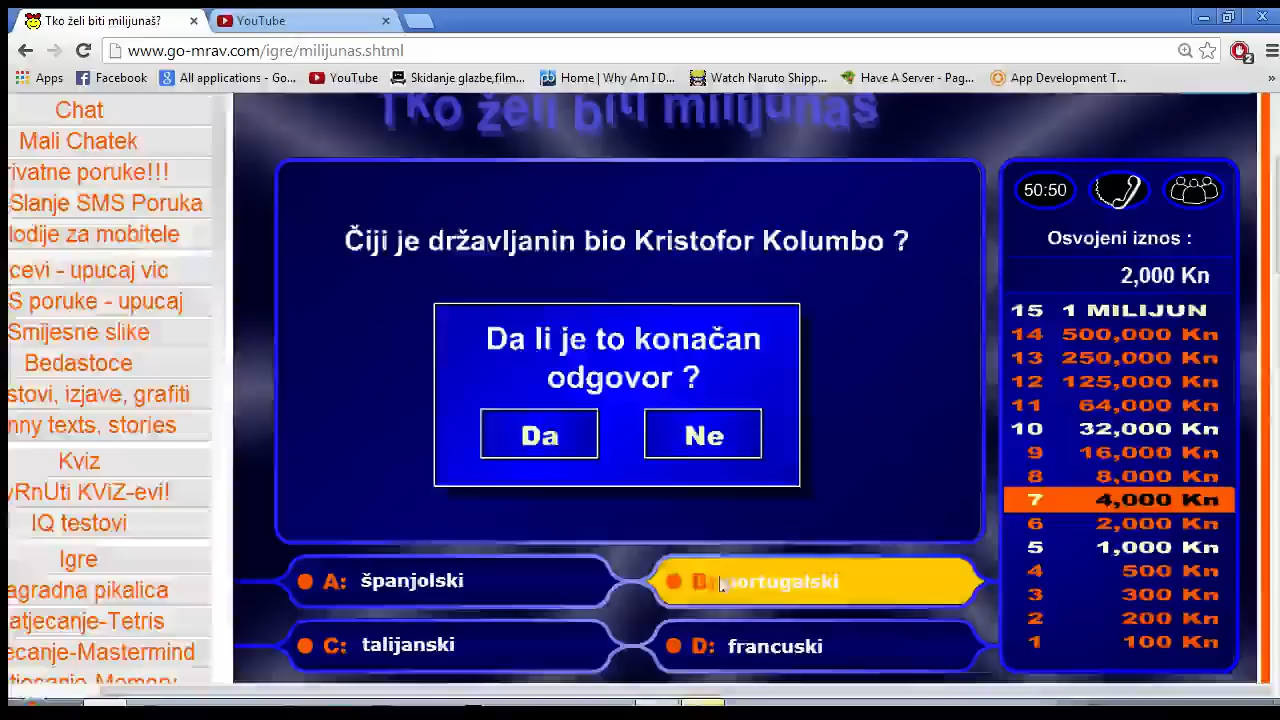 Tko želi biti milijunaš?
YouTube
www.go-mrav.com/igre/milijunas.shtml
Apps
Facebook
All applications - Go...
YouTube
Skidanje glazbe,film...
Home | Why Am I D...
Watch Naruto Shipp...
Have A Server - Pag...
App Development T...
»
Chat
Mali Chatek
rivatne poruke!!!
Slanje SMS Poruka
lodije za mobitele
cevi - upucaj vic
S poruke - upucaj
Smijesne slike
Bedastoce
stovi, izjave, grafiti
nny texts, stories
Kviz
vRnUti KViZ-evi!
IQ testovi
Igre
agradna pikalica
atjecanje-Tetris
ecanje-Mastermind
tjecanje-Memory
Tko želi biti milijunaš
Čiji je državljanin bio Kristofor Kolumbo ?
Da li je to konačan
odgovor ?
Da
Ne
A: španjolski
B: portugalski
C: talijanski
D: francuski
50:50
Osvojeni iznos :
2,000 Kn
15 1 MILIJUN
14 500,000 Kn
13 250,000 Kn
12 125,000 Kn
11 64,000 Kn
10 32,000 Kn
9 16,000 Kn
8 8,000 Kn
7 4,000 Kn
6 2,000 Kn
5 1,000 Kn
4 500 Kn
3 300 Kn
2 200 Kn
1 100 Kn